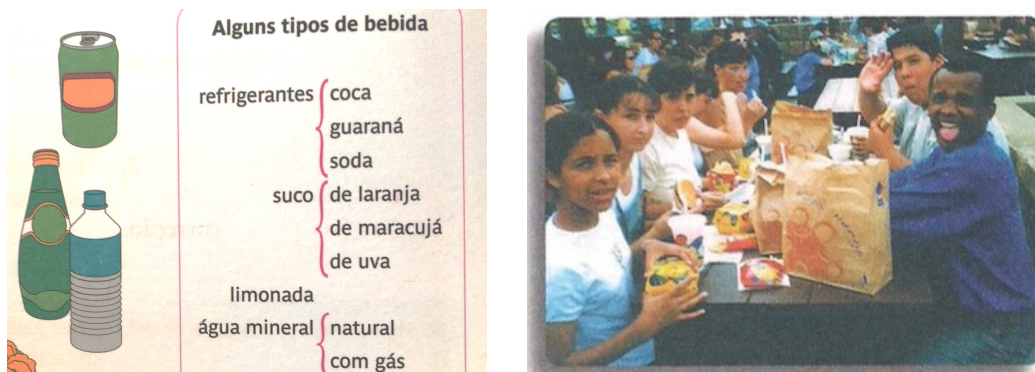 Alguns tipos de bebida
refrigerantes coca
guaraná
soda
suco de laranja
de maracujá
de uva
limonada
água mineral natural
com gás